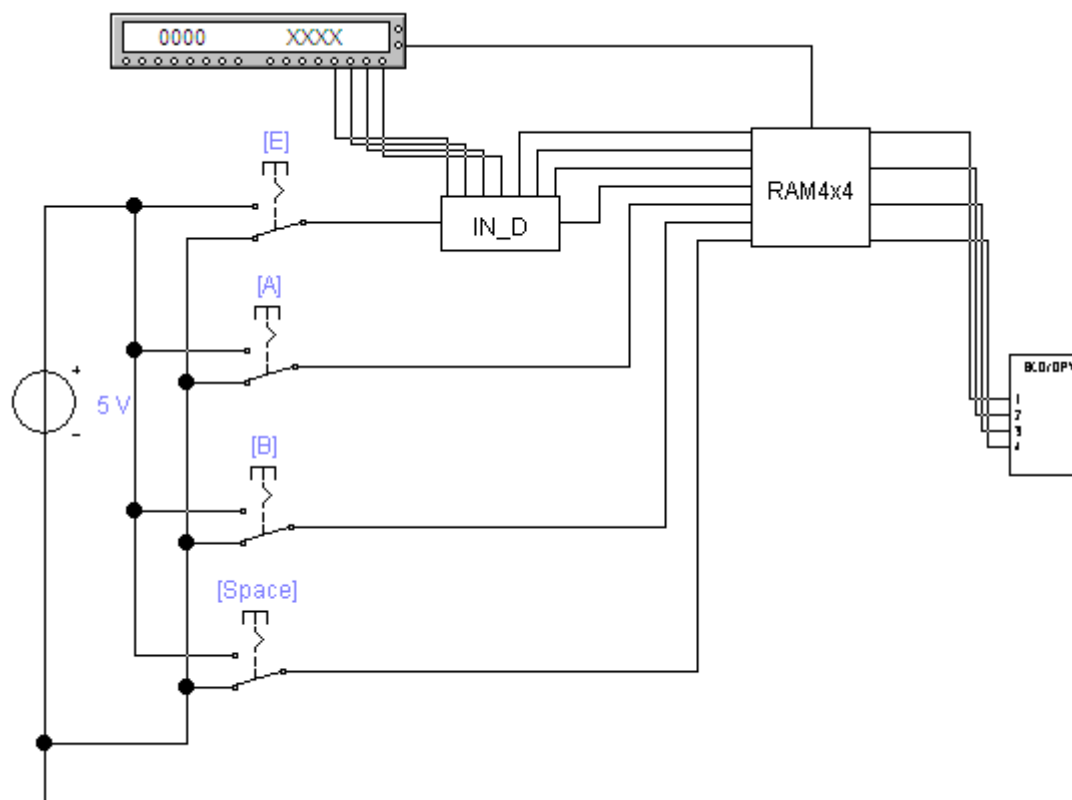 0000 XXXX
[E]
RAM4x4
IN_D
[A]
+
5 V
-
[B]
1
2
3
4
[Space]